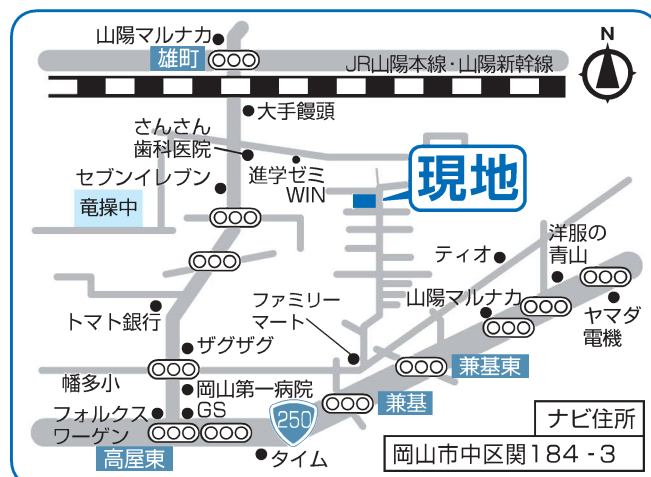 山陽マルナカ
雄町
JR山陽本線・山陽新幹線
N
大手饅頭
さんさん
歯科医院
進学ゼミ
WIN
セブンイレブン
竜操中
現地
ティオ
洋服の
青山
山陽マルナカ
ヤマダ
電機
ファミリー
マート
トマト銀行
ザグザグ
幡多小
岡山第一病院
GS
フォルクス
ワーゲン
高屋東
250
タイム
兼基
兼基東
ナビ住所
岡山市中区関184-3